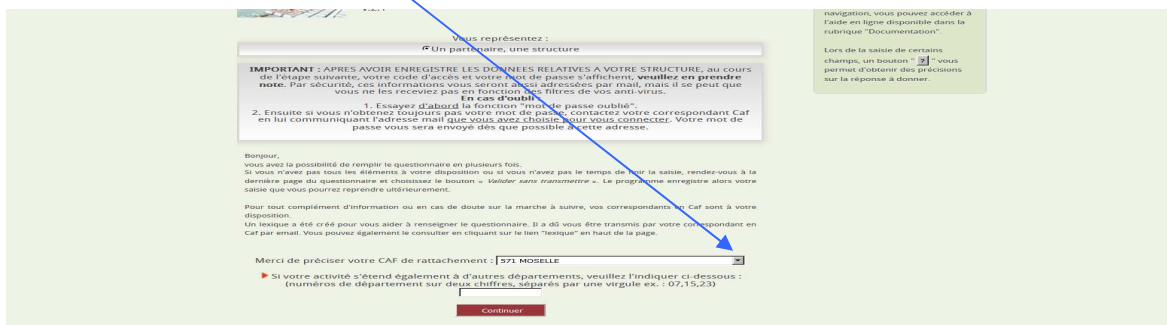 Vous représentez :
Un partenaire, une structure
IMPORTANT : APRES AVOIR ENREGISTRE LES DONNEES RELATIVES A VOTRE STRUCTURE, au cours
de l'étape suivante, votre code d'accès et votre mot de passe s'affichent, veuillez en prendre
note. Par sécurité, ces informations vous seront aussi adressées par mail, mais il se peut que
vous ne les receviez pas en fonction des filtres de vos anti-virus.
En cas d'oubli :
1. Essayez d'abord la fonction "mot de passe oublié".
2. Ensuite si vous n'obtenez toujours pas votre mot de passe, contactez votre correspondant Caf
en lui communiquant l'adresse mail que vous avez choisie pour vous connecter. Votre mot de
passe vous sera envoyé dés que possible à cette adresse.
Bonjour,
vous avez la possibilité de remplir le questionnaire en plusieurs fois.
Si vous n'avez pas tous les éléments à votre disposition ou si vous n'avez pas le temps de finir la saisie, rendez-vous à la
dernière page du questionnaire et choisissez le bouton « Valider sans transmettre ». Le programme enregistre alors votre
saisie que vous pourrez reprendre ultérieurement.
Pour tout complément d'information ou en cas de doute sur la marche à suivre, vos correspondants en Caf sont à votre
disposition.
Un lexique a été créé pour vous aider à renseigner le questionnaire. Il a dû vous être transmis par votre correspondant en
Caf par email. Vous pouvez également le consulter en cliquant sur le lien "lexique" en haut de la page.
Merci de préciser votre CAF de rattachement : 571 MOSELLE
Si votre activité s'étend également à d'autres départements, veuillez l'indiquer ci-dessous :
(numéros de département sur deux chiffres, séparés par une virgule ex. : 07,15,23)
Continuer
navigation, vous pouvez accéder à
l'aide en ligne disponible dans la
rubrique "Documentation".
Lors de la saisie de certains
champs, un bouton " ? " vous
permet d'obtenir des précisions
sur la réponse à donner.